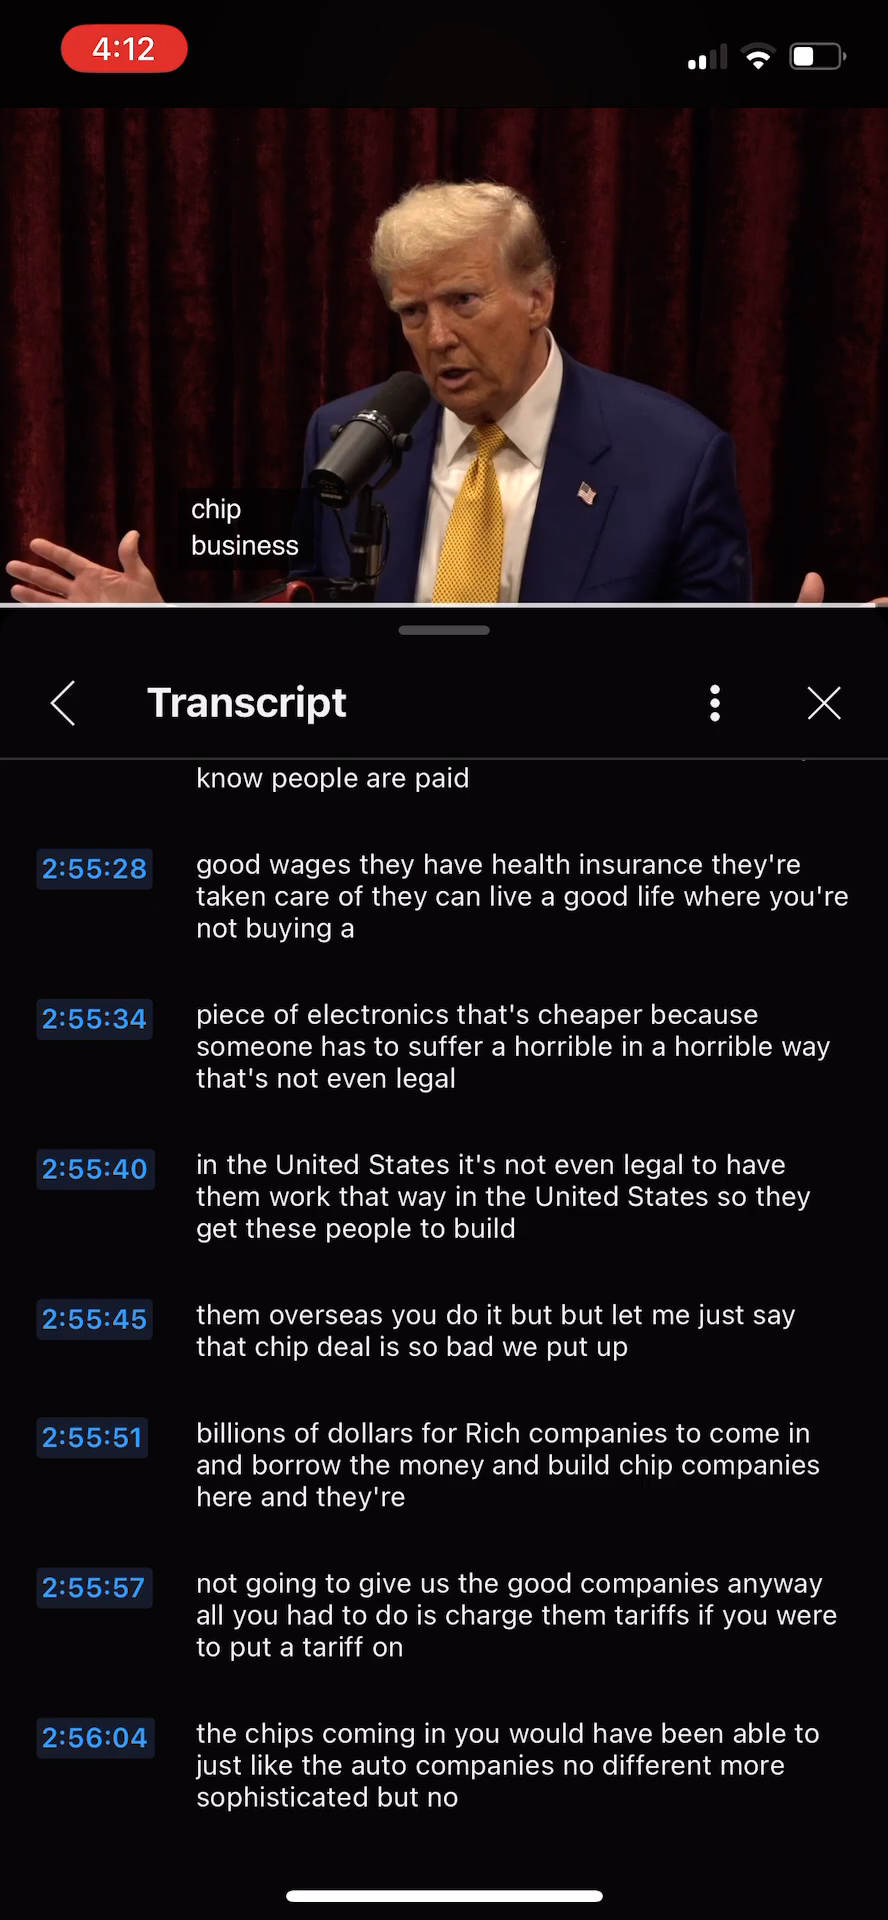 4:12
chip
business
Transcript
know people are paid
2:55:28
good wages they have health insurance they're
taken care of they can live a good life where you're
not buying a
2:55:34
piece of electronics that's cheaper because
someone has to suffer a horrible in a horrible way
that's not even legal
2:55:40
in the United States it's not even legal to have
them work that way in the United States so they
get these people to build
2:55:45
them overseas you do it but but let me just say
that chip deal is so bad we put up
2:55:51
billions of dollars for Rich companies to come in
and borrow the money and build chip companies
here and they're
2:55:57
not going to give us the good companies anyway
all you had to do is charge them tariffs if you were
to put a tariff on
2:56:04
the chips coming in you would have been able to
just like the auto companies no different more
sophisticated but no